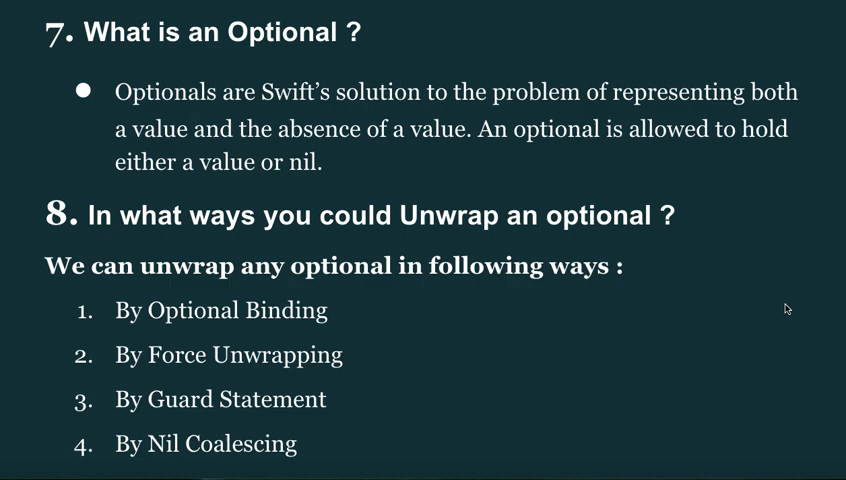 7. What is an Optional ?
● Optionals are Swift’s solution to the problem of representing both
a value and the absence of a value. An optional is allowed to hold
either a value or nil.
8. In what ways you could Unwrap an optional ?
We can unwrap any optional in following ways :
1. By Optional Binding
2. By Force Unwrapping
3. By Guard Statement
4. By Nil Coalescing